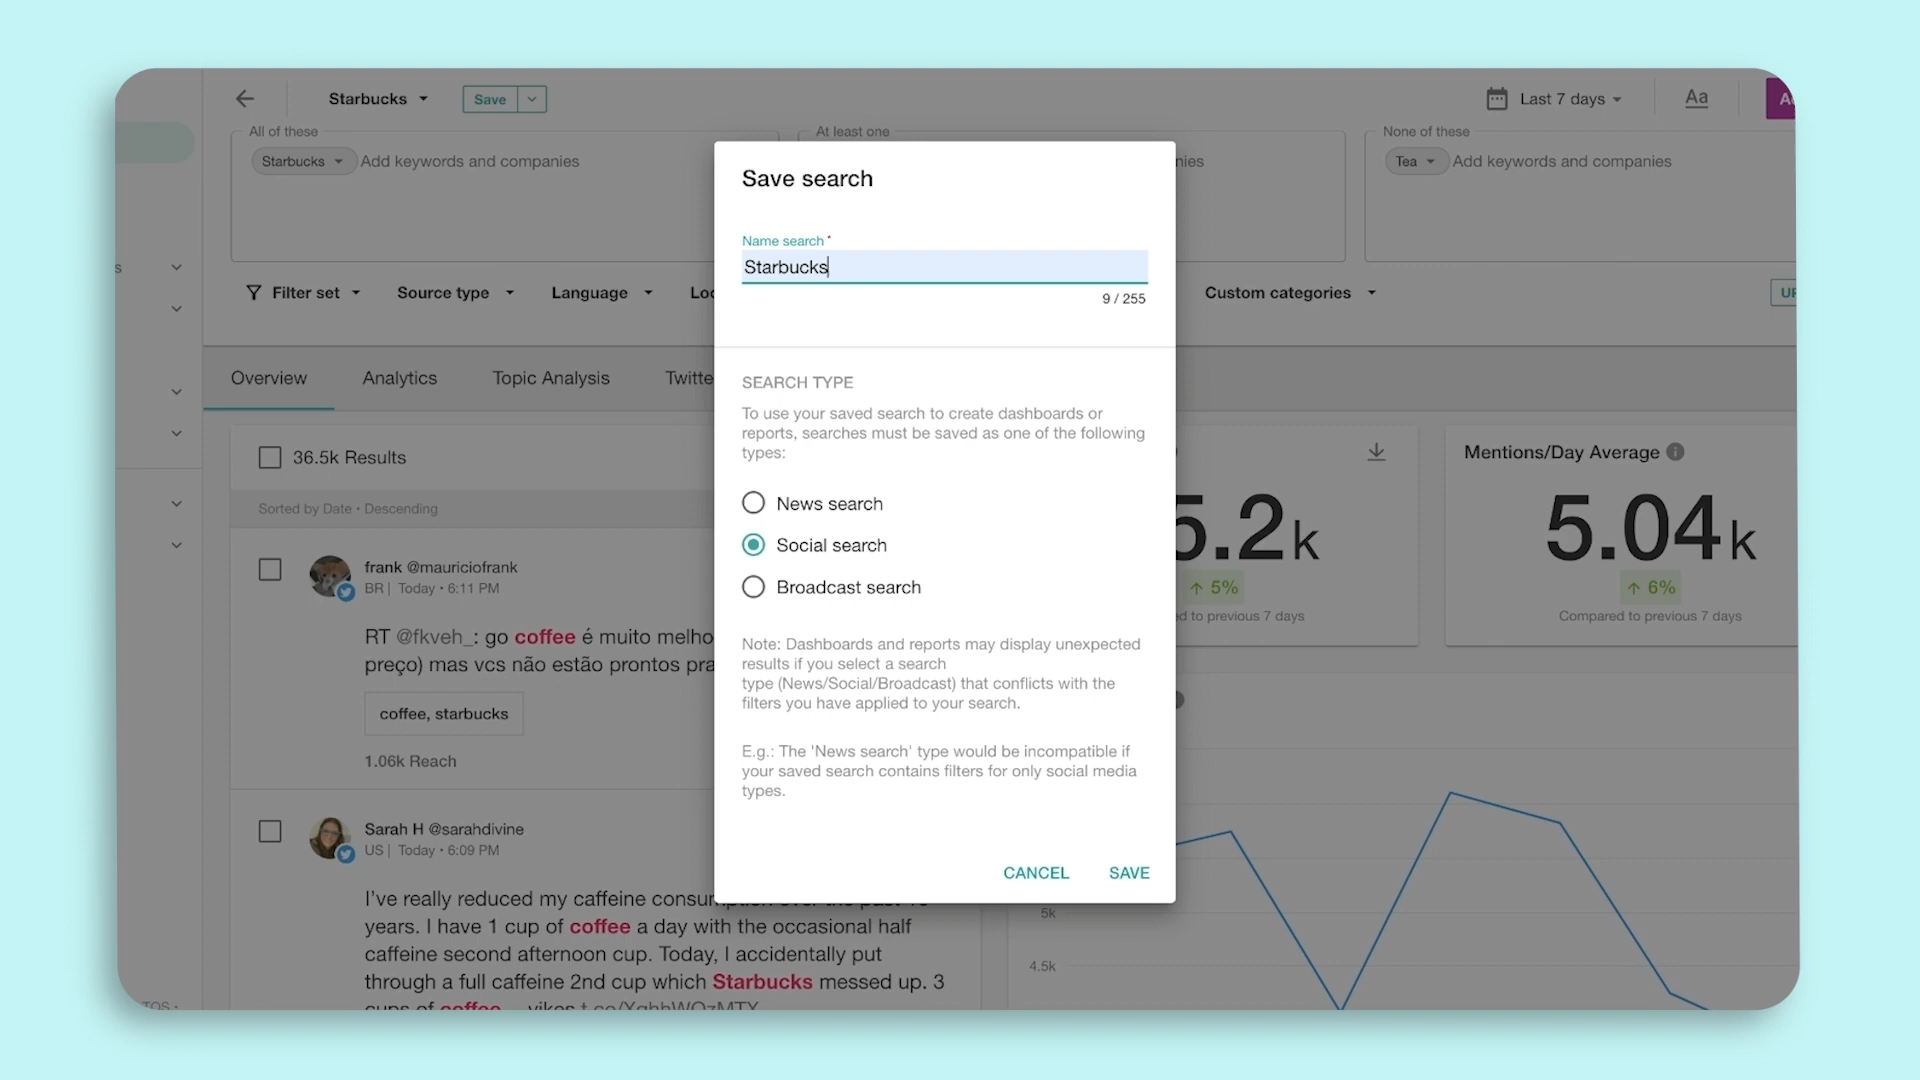 Starbucks
Save
Last 7 days
Aa
All of these
Starbucks
Add keywords and companies
At least one
None of these
Tea
Add keywords and companies
Filter set
Source type
Language
Custom categories
Overview
Analytics
Topic Analysis
36.5k Results
Sorted by Date • Descending
frank @mauriciofrank
BR | Today • 6:11 PM
RT @fkveh_: go coffee é muito
preço) mas vcs não estão prontos
coffee, starbucks
1.06k Reach
Sarah H @sarahdivine
US | Today • 6:09 PM
I've really reduced my caffeine
years. I have 1 cup of coffee a day with the occasional half
caffeine second afternoon cup. Today, I accidentally put
through a full caffeine 2nd cup which Starbucks messed up. 3
Save search
Name search *
Starbucks
9 / 255
SEARCH TYPE
To use your saved search to create dashboards or
reports, searches must be saved as one of the following
types:
News search
Social search
Broadcast search
Note: Dashboards and reports may display unexpected
results if you select a search
type (News/Social/Broadcast) that conflicts with the
filters you have applied to your search.
E.g.: The 'News search' type would be incompatible if
your saved search contains filters for only social media
types.
CANCEL
SAVE
5.2k
↑ 5%
to previous 7 days
Mentions/Day Average
5.04k
↑ 6%
Compared to previous 7 days
5k
4.5k